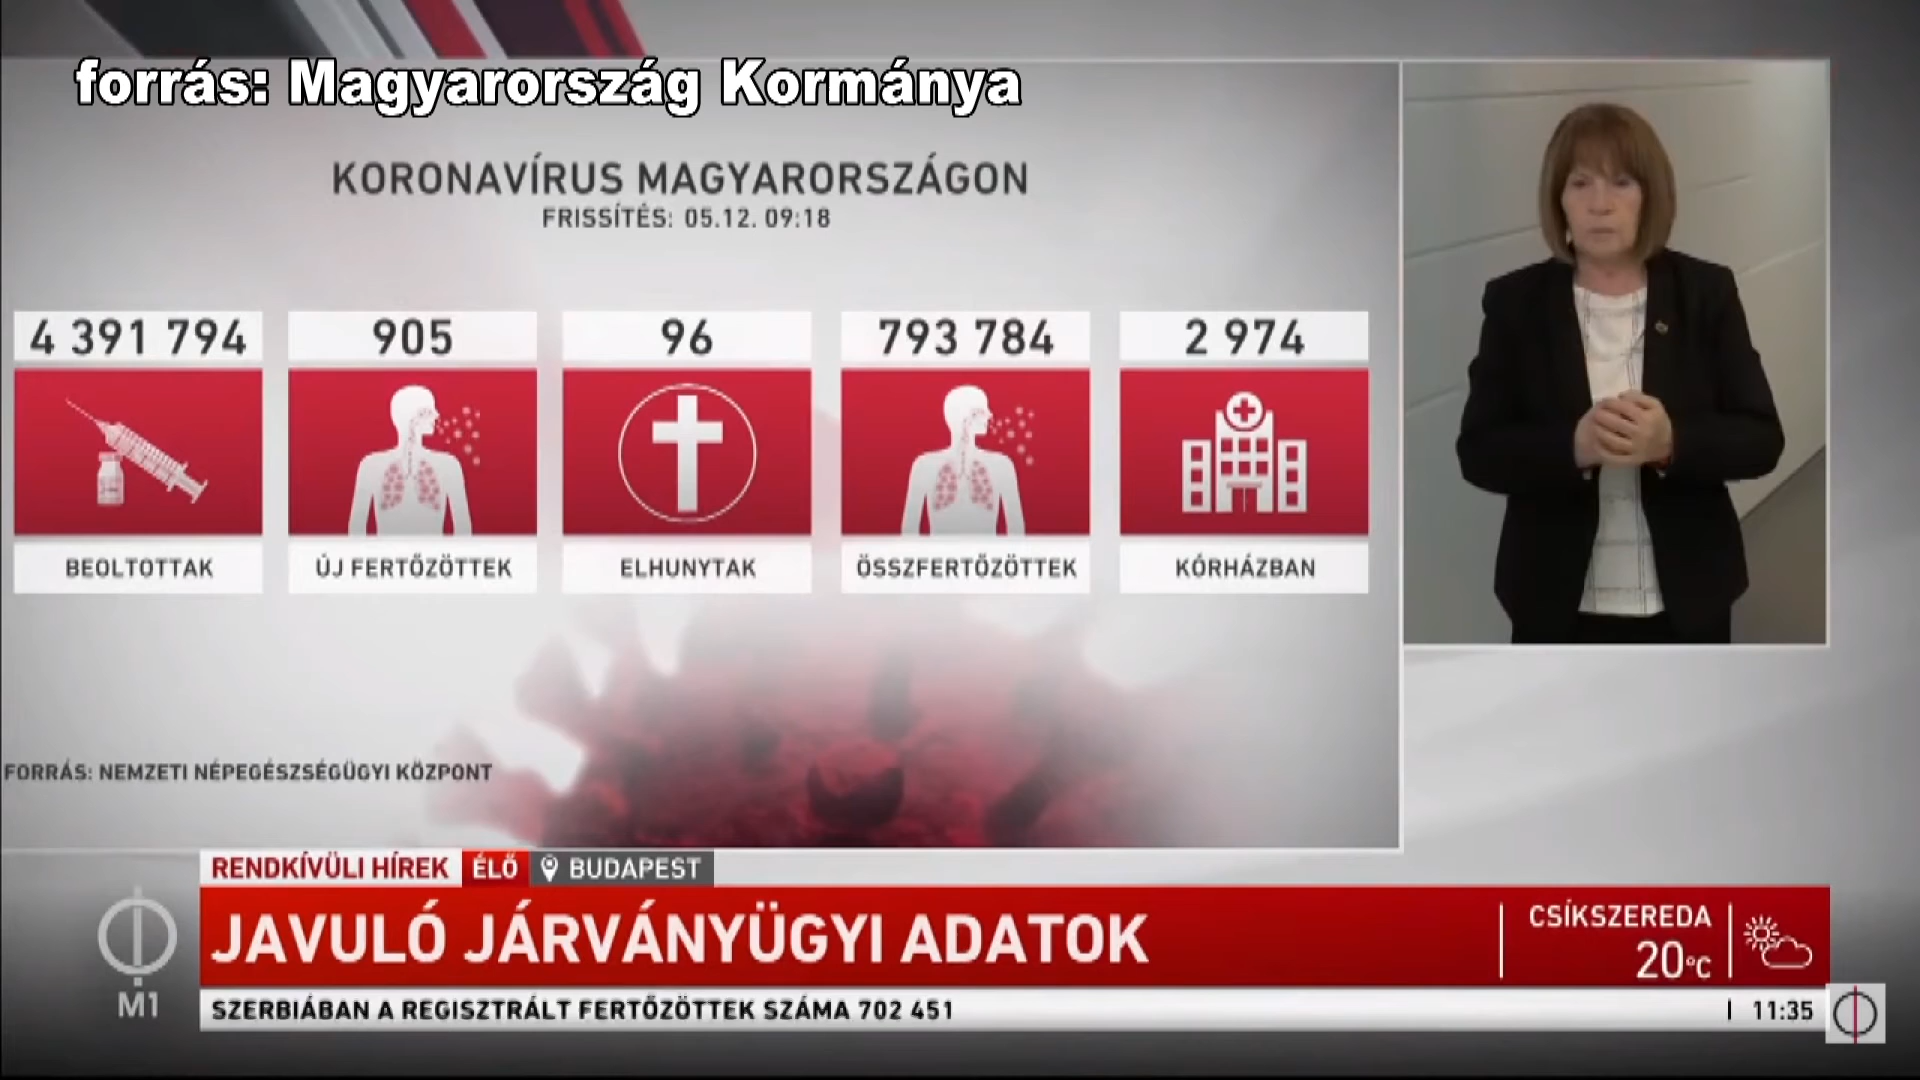 forrás: Magyarország Kormánya
KORONAVÍRUS MAGYARORSZÁGON
FRISSÍTÉS: 05.12. 09:18
4 391 794
905
96
793 784
2 974
BEOLTOTTAK
ÚJ FERTŐZÖTTEK
ELHUNYTAK
ÖSSZFERTŐZÖTTEK
KÓRHÁZBAN
FORRÁS: NEMZETI NÉPEGÉSZSÉGÜGYI KÖZPONT
RENDKÍVÜLI HÍREK ÉLŐ BUDAPEST
JAVULÓ JÁRVÁNYÜGYI ADATOK
CSÍKSZEREDA
20°C
M1
SZERBIÁBAN A REGISZTRÁLT FERTŐZÖTTEK SZÁMA 702 451
11:35